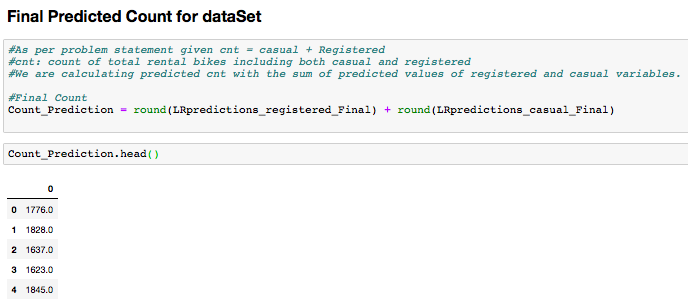 Final Predicted Count for dataSet
#As per problem statement given cnt = casual + Registered
#cnt: count of total rental bikes including both casual and registered
#We are calculating predicted cnt with the sum of predicted values of registered and casual variables.
#Final Count
Count_Prediction = round(LRpredictions_registered_Final) + round(LRpredictions_casual_Final)
Count_Prediction.head()
0
0 1776.0
1 1828.0
2 1637.0
3 1623.0
4 1845.0